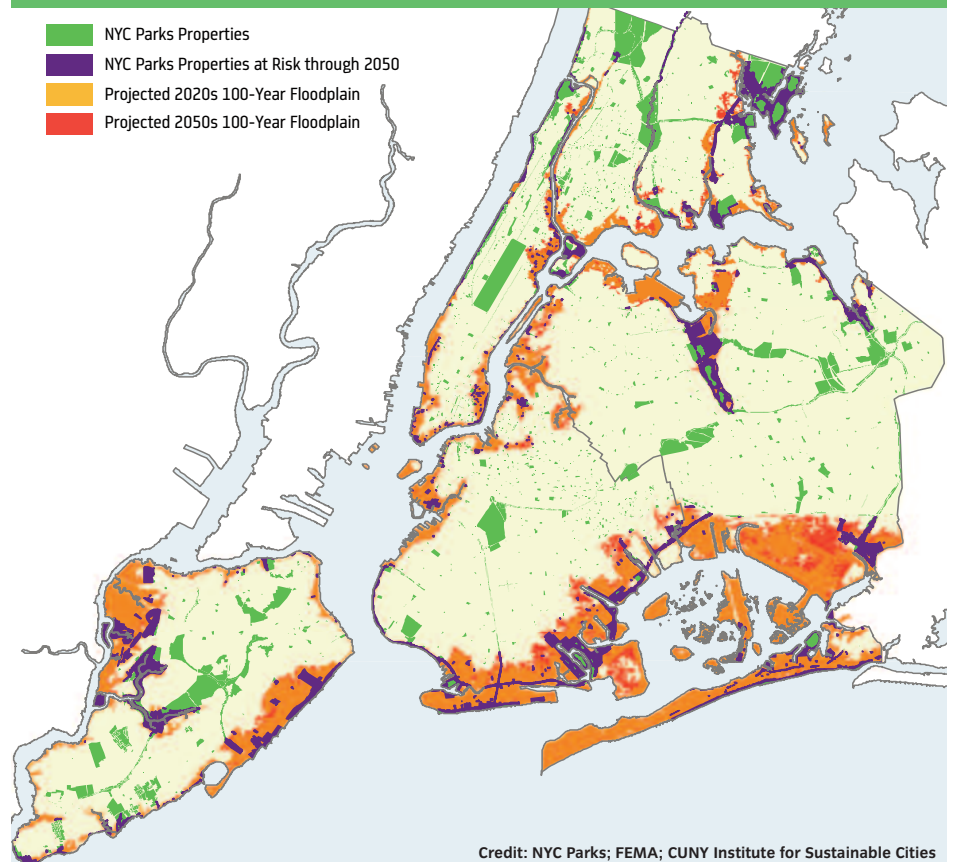 NYC Parks Properties
NYC Parks Properties at Risk through 2050
Projected 2020s 100-Year Floodplain
Projected 2050s 100-Year Floodplain
Credit: NYC Parks; FEMA; CUNY Institute for Sustainable Cities